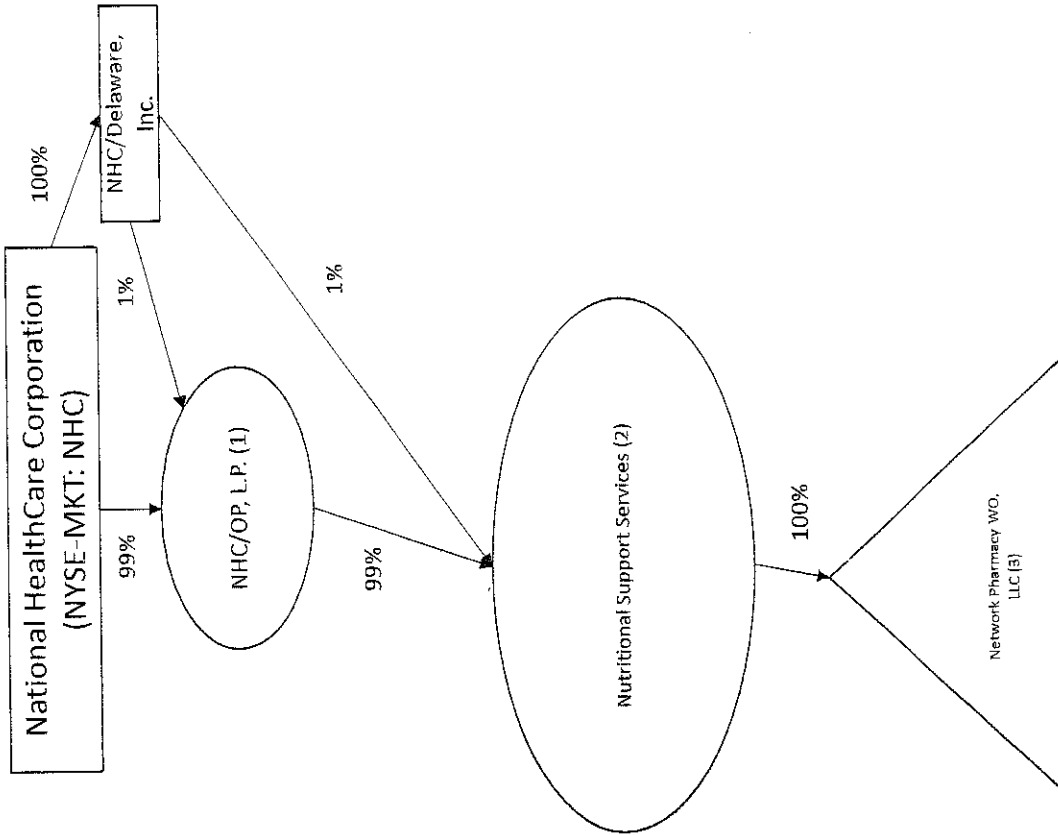 National HealthCare Corporation
(NYSE-MKT: NHC)
100%
NHC/Delaware,
Inc.
99%
1%
NHC/OP, L.P. (1)
1%
99%
Nutritional Support Services (2)
100%
Network Pharmacy WO,
LLC (3)